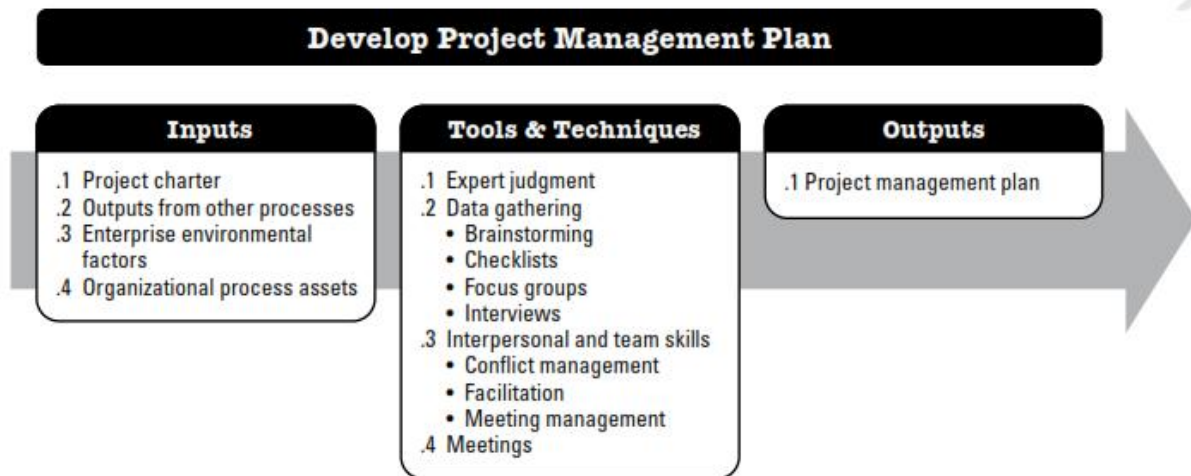 Develop Project Management Plan
Inputs
.1 Project charter
.2 Outputs from other processes
.3 Enterprise environmental
factors
.4 Organizational process assets
Tools & Techniques
.1 Expert judgment
.2 Data gathering
• Brainstorming
• Checklists
• Focus groups
• Interviews
.3 Interpersonal and team skills
• Conflict management
• Facilitation
• Meeting management
.4 Meetings
Outputs
.1 Project management plan